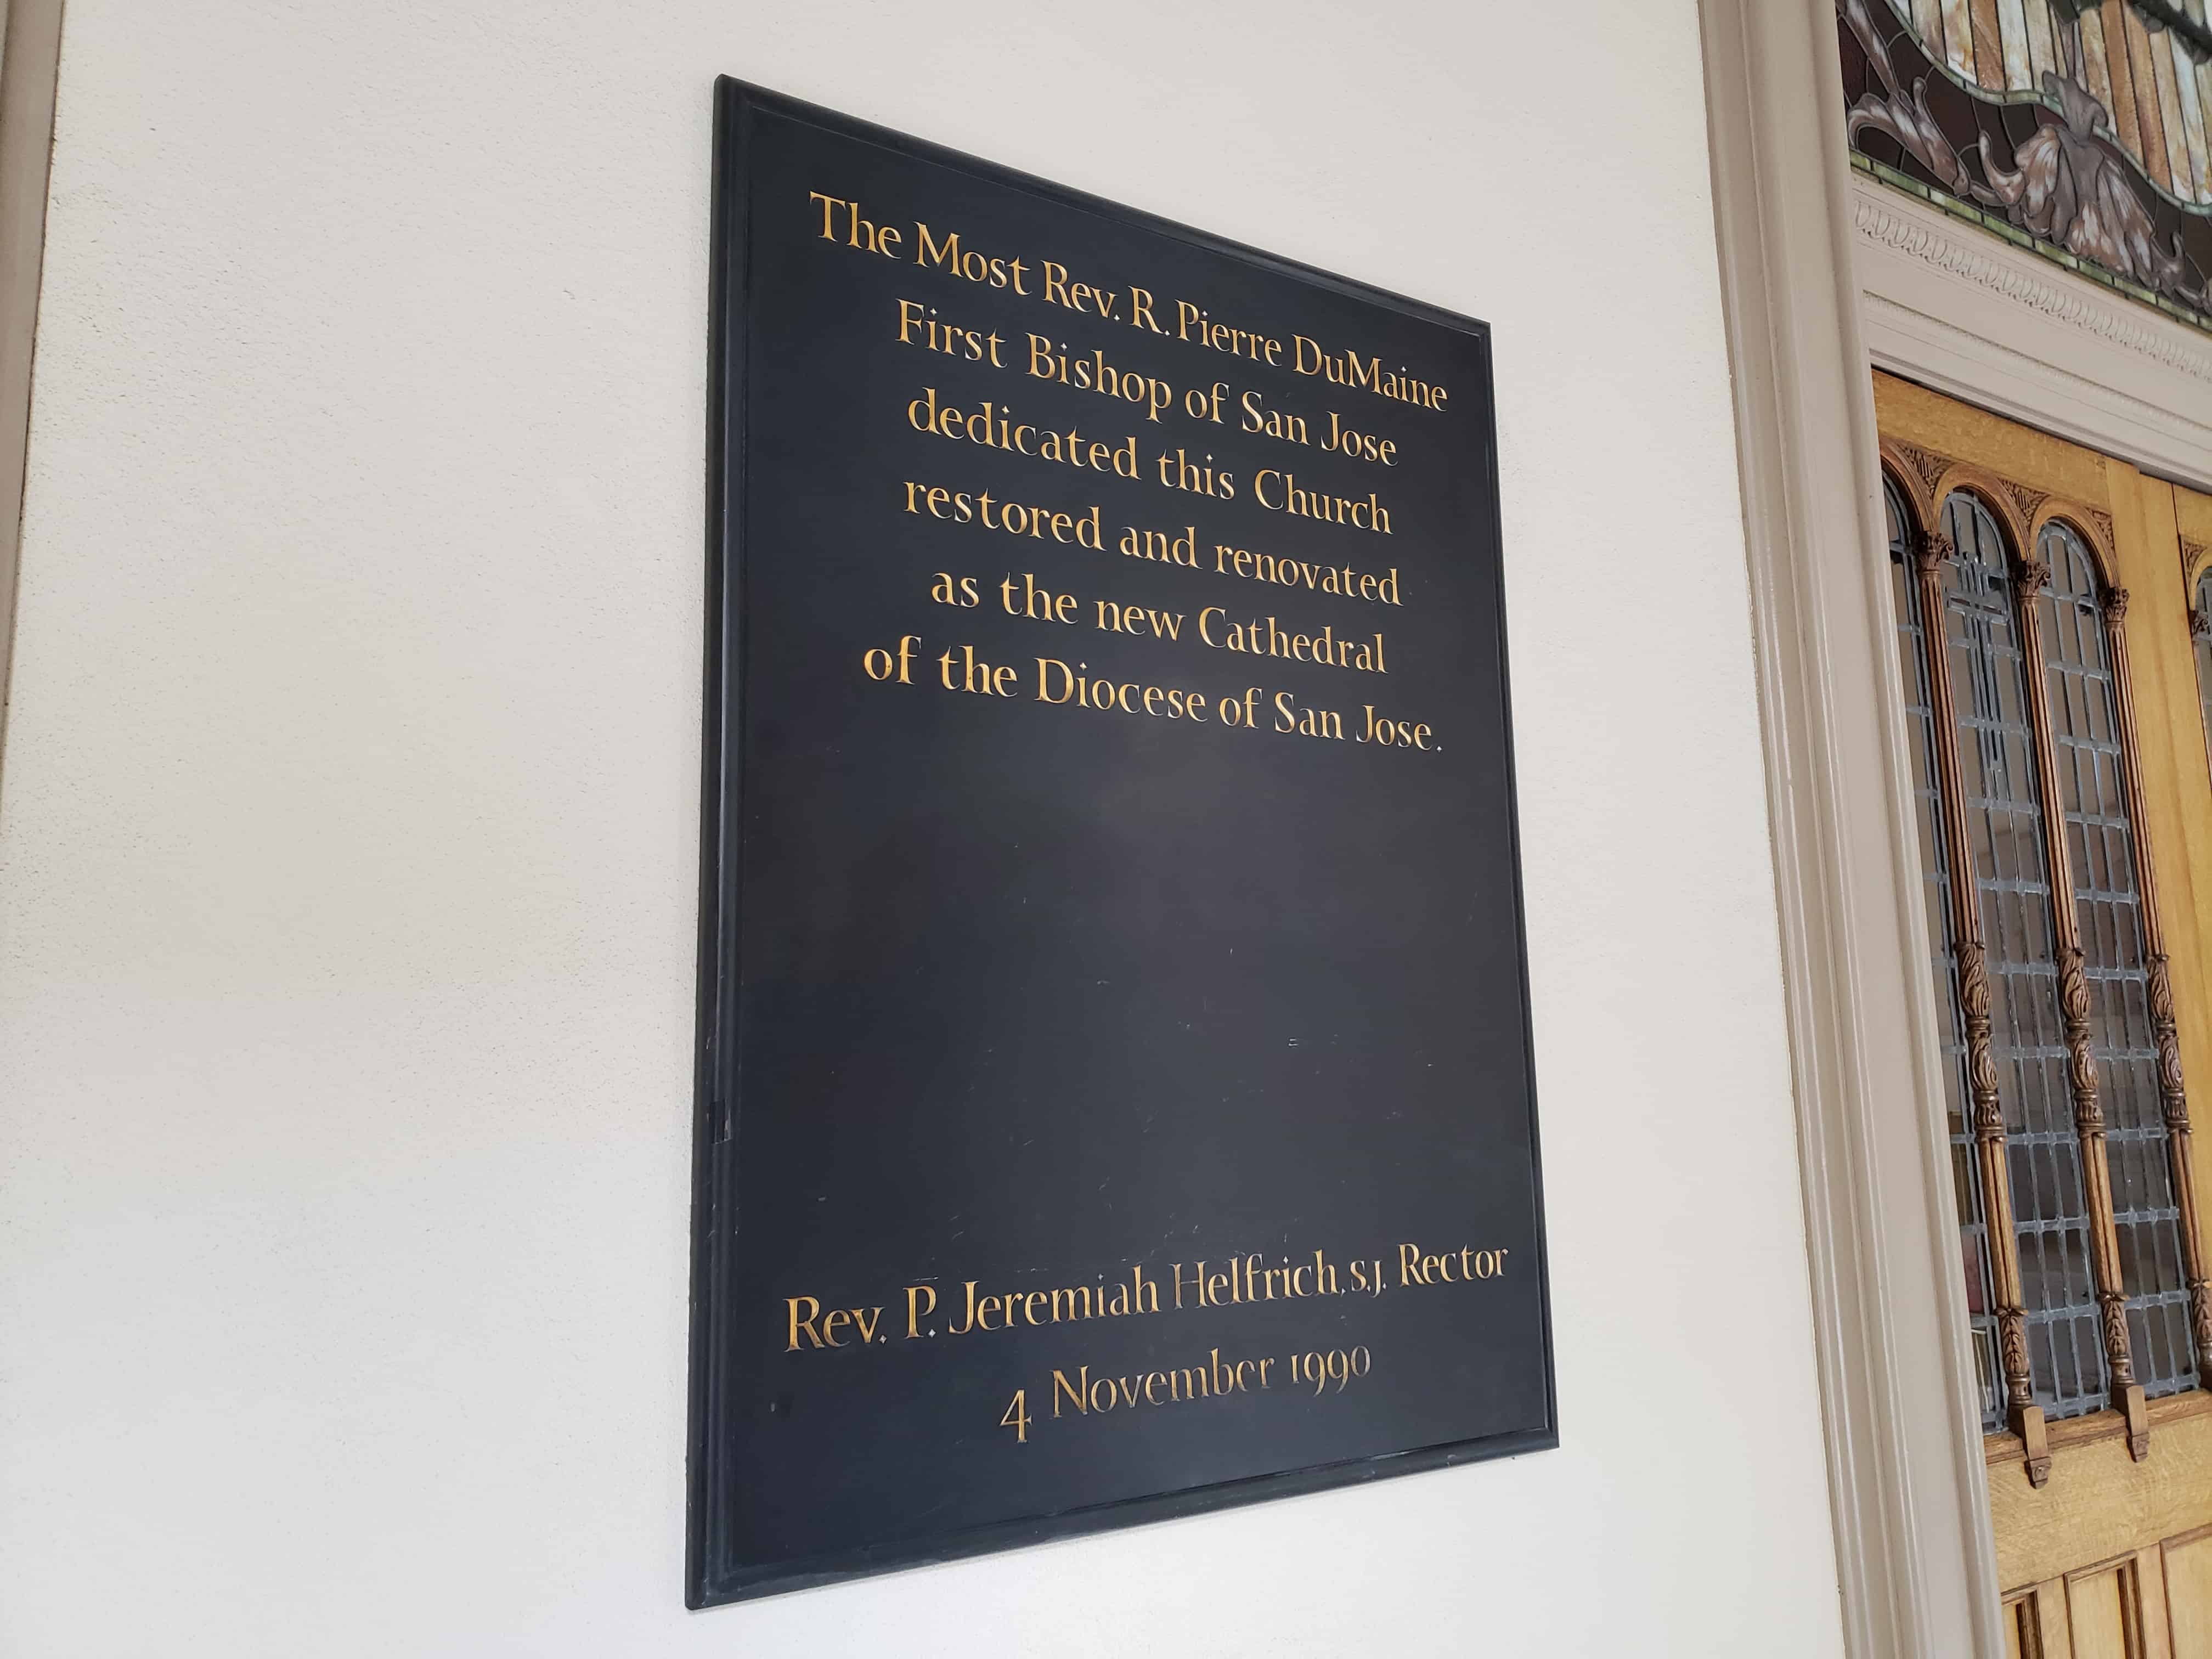 The Most Rev. R. Pierre DuMaine
First Bishop of San Jose
dedicated this Church
restored and renovated
as the new Cathedral
of the Diocese of San Jose.
Rev. P. Jeremiah Helfrich, S.J. Rector
4 November 1990